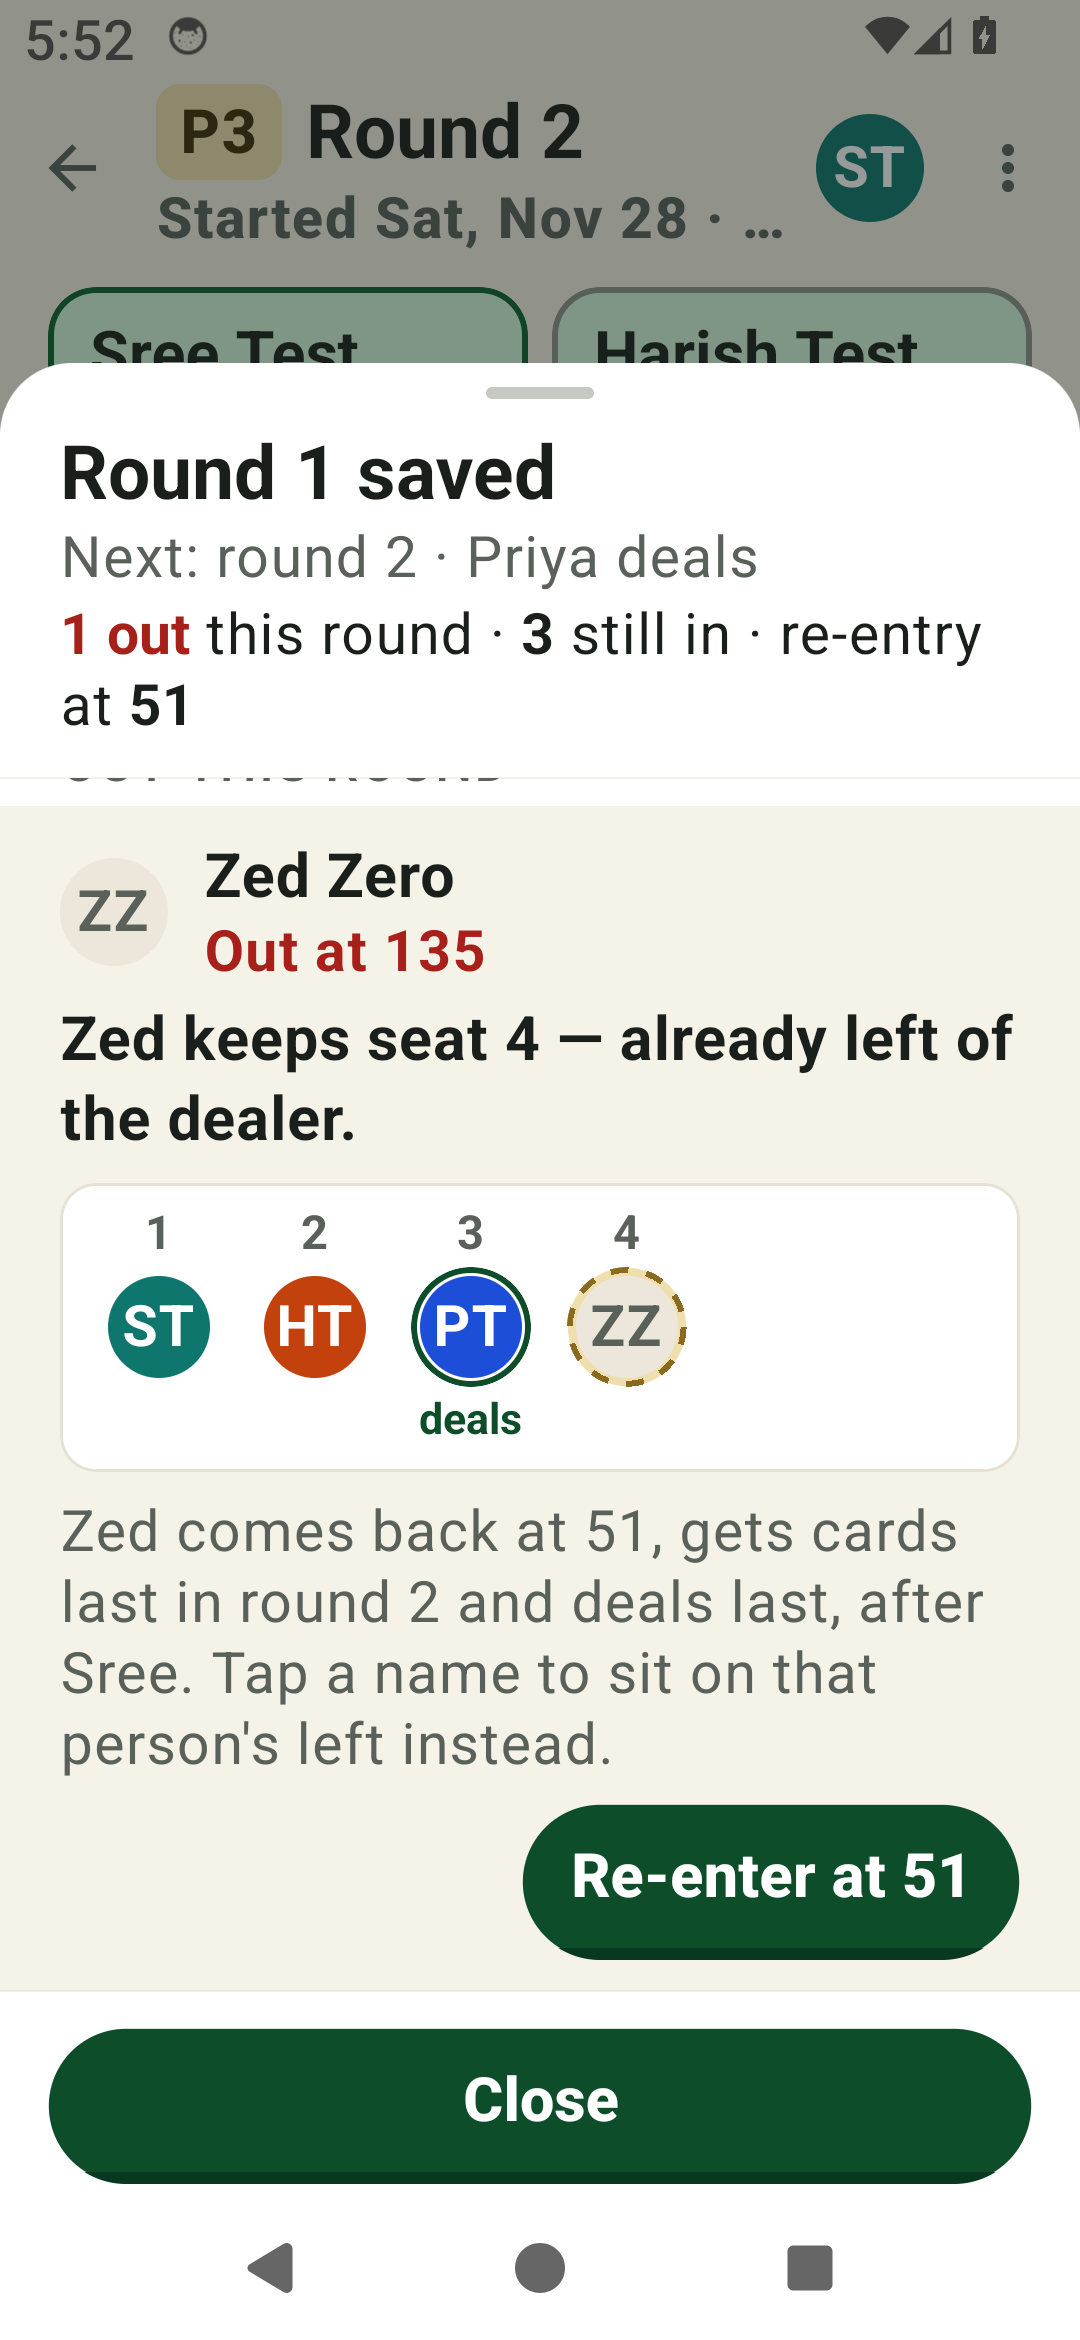 5:52
P3 Round 2
ST
Started Sat, Nov 28 · …
Sree Test
Harish Test
Round 1 saved
Next: round 2 · Priya deals
1 out this round · 3 still in · re-entry
at 51
OUT THIS ROUND
ZZ
Zed Zero
Out at 135
Zed keeps seat 4 — already left of
the dealer.
1 2 3 4
ST HT PT ZZ
deals
Zed comes back at 51, gets cards
last in round 2 and deals last, after
Sree. Tap a name to sit on that
person's left instead.
Re-enter at 51
Close